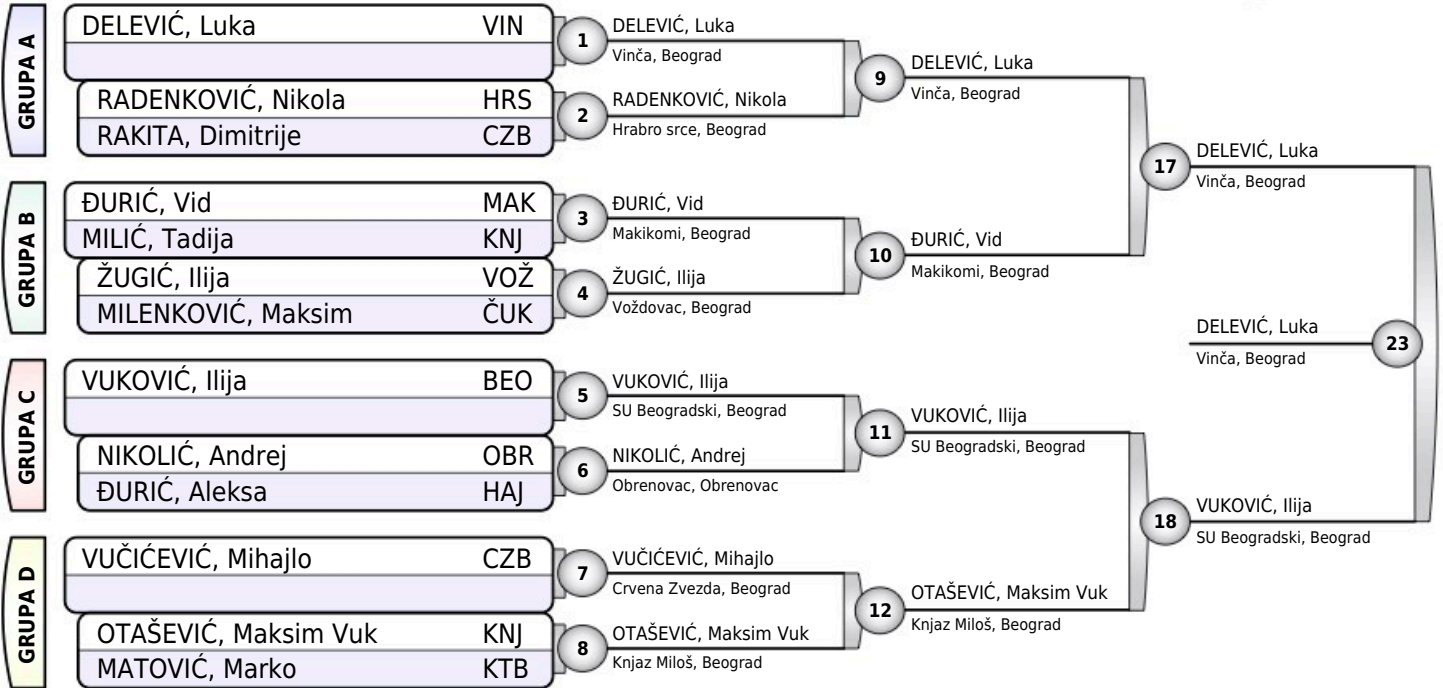 GRUPA A
DELEVIĆ, Luka VIN
RADENKOVIĆ, Nikola HRS
RAKITA, Dimitrije CZB
GRUPA B
ĐURIĆ, Vid MAK
MILIĆ, Tadija KNJ
ŽUGIĆ, Ilija VOŽ
MILENKOVIĆ, Maksim ČUK
GRUPA C
VUKOVIĆ, Ilija BEO
NIKOLIĆ, Andrej OBR
ĐURIĆ, Aleksa HAJ
GRUPA D
VUČIĆEVIĆ, Mihajlo CZB
OTAŠEVIĆ, Maksim Vuk KNJ
MATOVIĆ, Marko KTB
1
DELEVIĆ, Luka
Vinča, Beograd
2
RADENKOVIĆ, Nikola
Hrabro srce, Beograd
3
ĐURIĆ, Vid
Makikomi, Beograd
4
ŽUGIĆ, Ilija
Voždovac, Beograd
5
VUKOVIĆ, Ilija
SU Beogradski, Beograd
6
NIKOLIĆ, Andrej
Obrenovac, Obrenovac
7
VUČIĆEVIĆ, Mihajlo
Crvena Zvezda, Beograd
8
OTAŠEVIĆ, Maksim Vuk
Knjaz Miloš, Beograd
9
DELEVIĆ, Luka
Vinča, Beograd
10
ĐURIĆ, Vid
Makikomi, Beograd
11
VUKOVIĆ, Ilija
SU Beogradski, Beograd
12
OTAŠEVIĆ, Maksim Vuk
Knjaz Miloš, Beograd
17
DELEVIĆ, Luka
Vinča, Beograd
18
VUKOVIĆ, Ilija
SU Beogradski, Beograd
DELEVIĆ, Luka
Vinča, Beograd
23